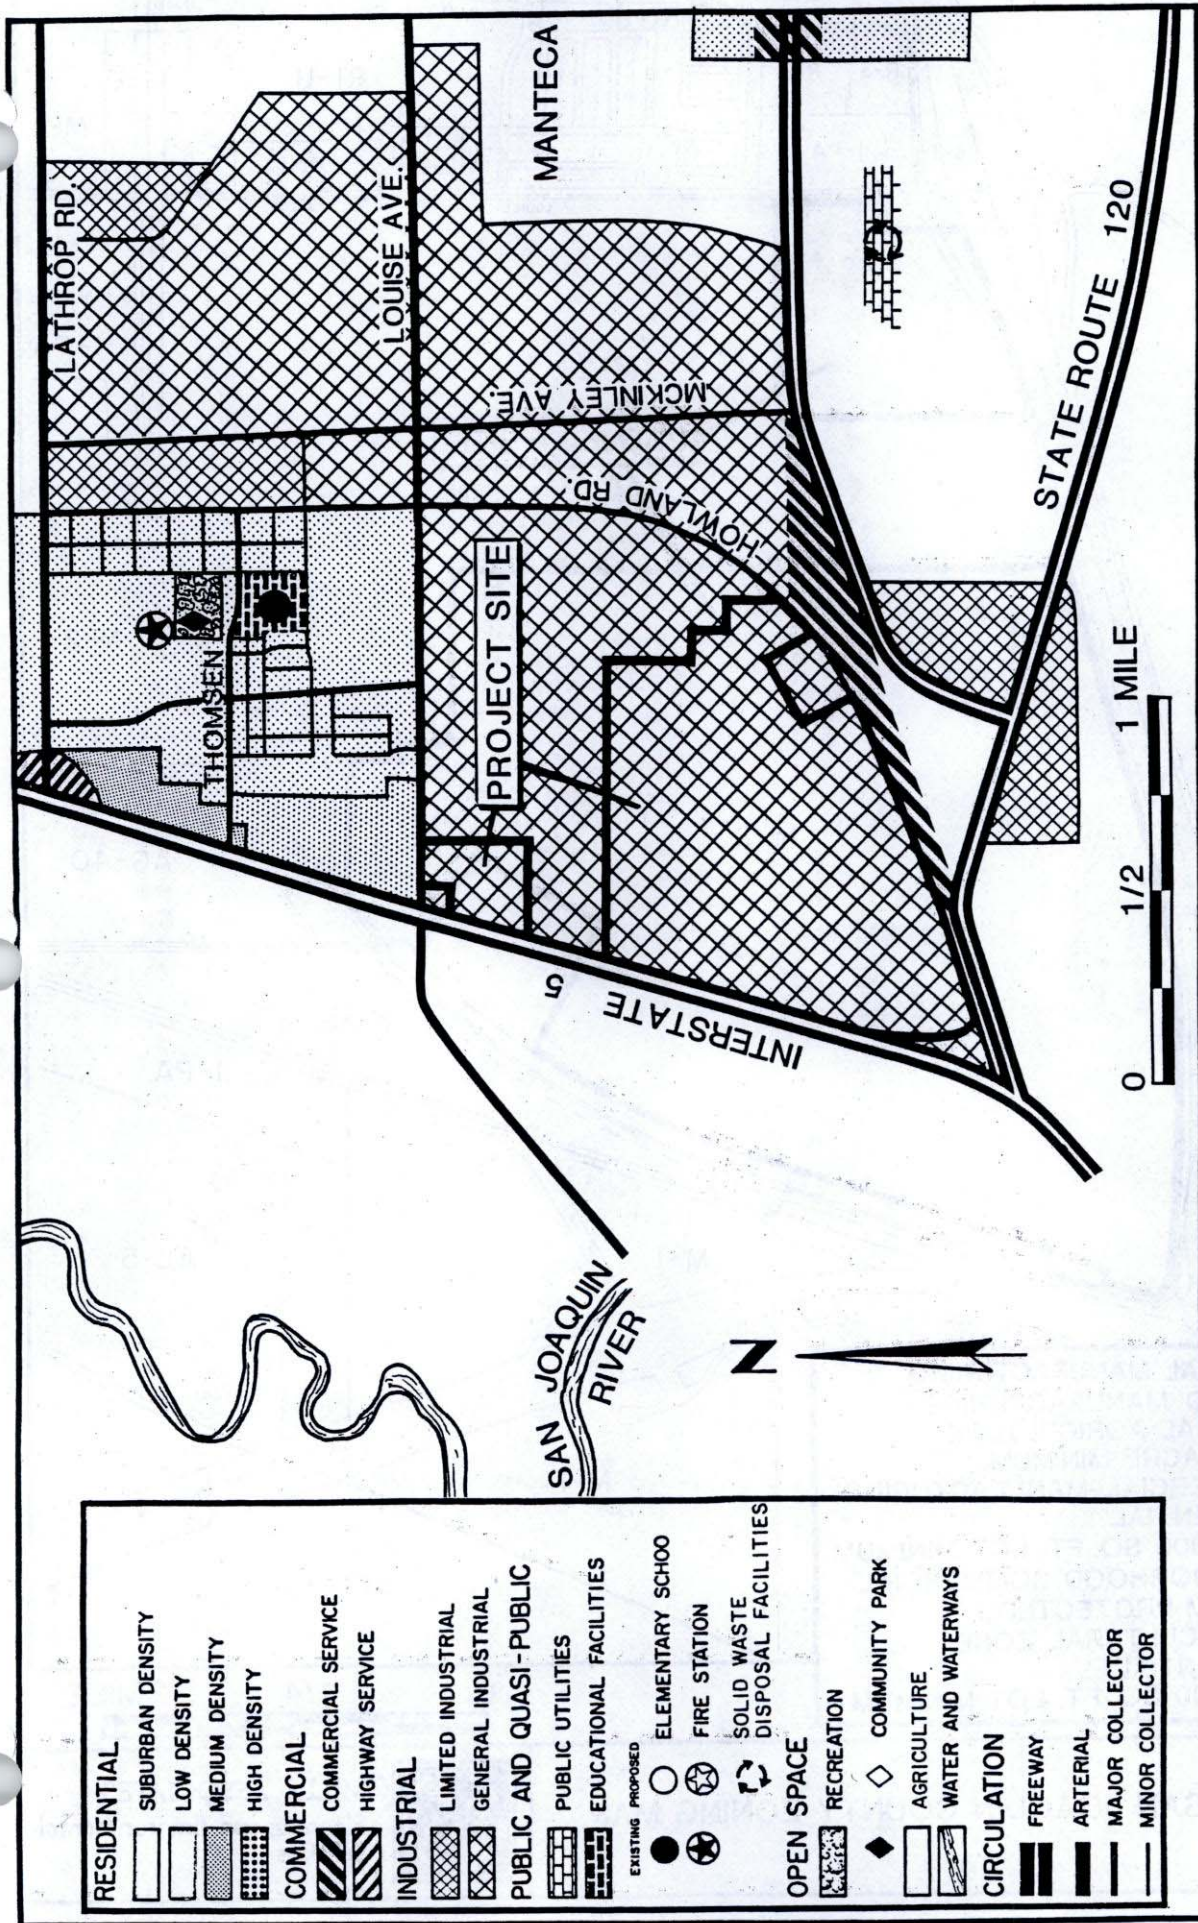 LATHROP RD.
LOUISE AVE.
MANTECA
MCKINLEY AVE.
HOWLAND RD.
THOMSEN
PROJECT SITE
STATE ROUTE 120
INTERSTATE 5
SAN JOAQUIN
RIVER
N
0 1/2 1 MILE
RESIDENTIAL
SUBURBAN DENSITY
LOW DENSITY
MEDIUM DENSITY
HIGH DENSITY
COMMERCIAL
COMMERCIAL SERVICE
HIGHWAY SERVICE
INDUSTRIAL
LIMITED INDUSTRIAL
GENERAL INDUSTRIAL
PUBLIC AND QUASI PUBLIC
PUBLIC UTILITIES
EDUCATIONAL FACILITIES
EXISTING PROPOSED
ELEMENTARY SCHOO
FIRE STATION
SOLID WASTE
DISPOSAL FACILITIES
OPEN SPACE
RECREATION
COMMUNITY PARK
AGRICULTURE
WATER AND WATERWAYS
CIRCULATION
FREEWAY
ARTERIAL
MAJOR COLLECTOR
MINOR COLLECTOR